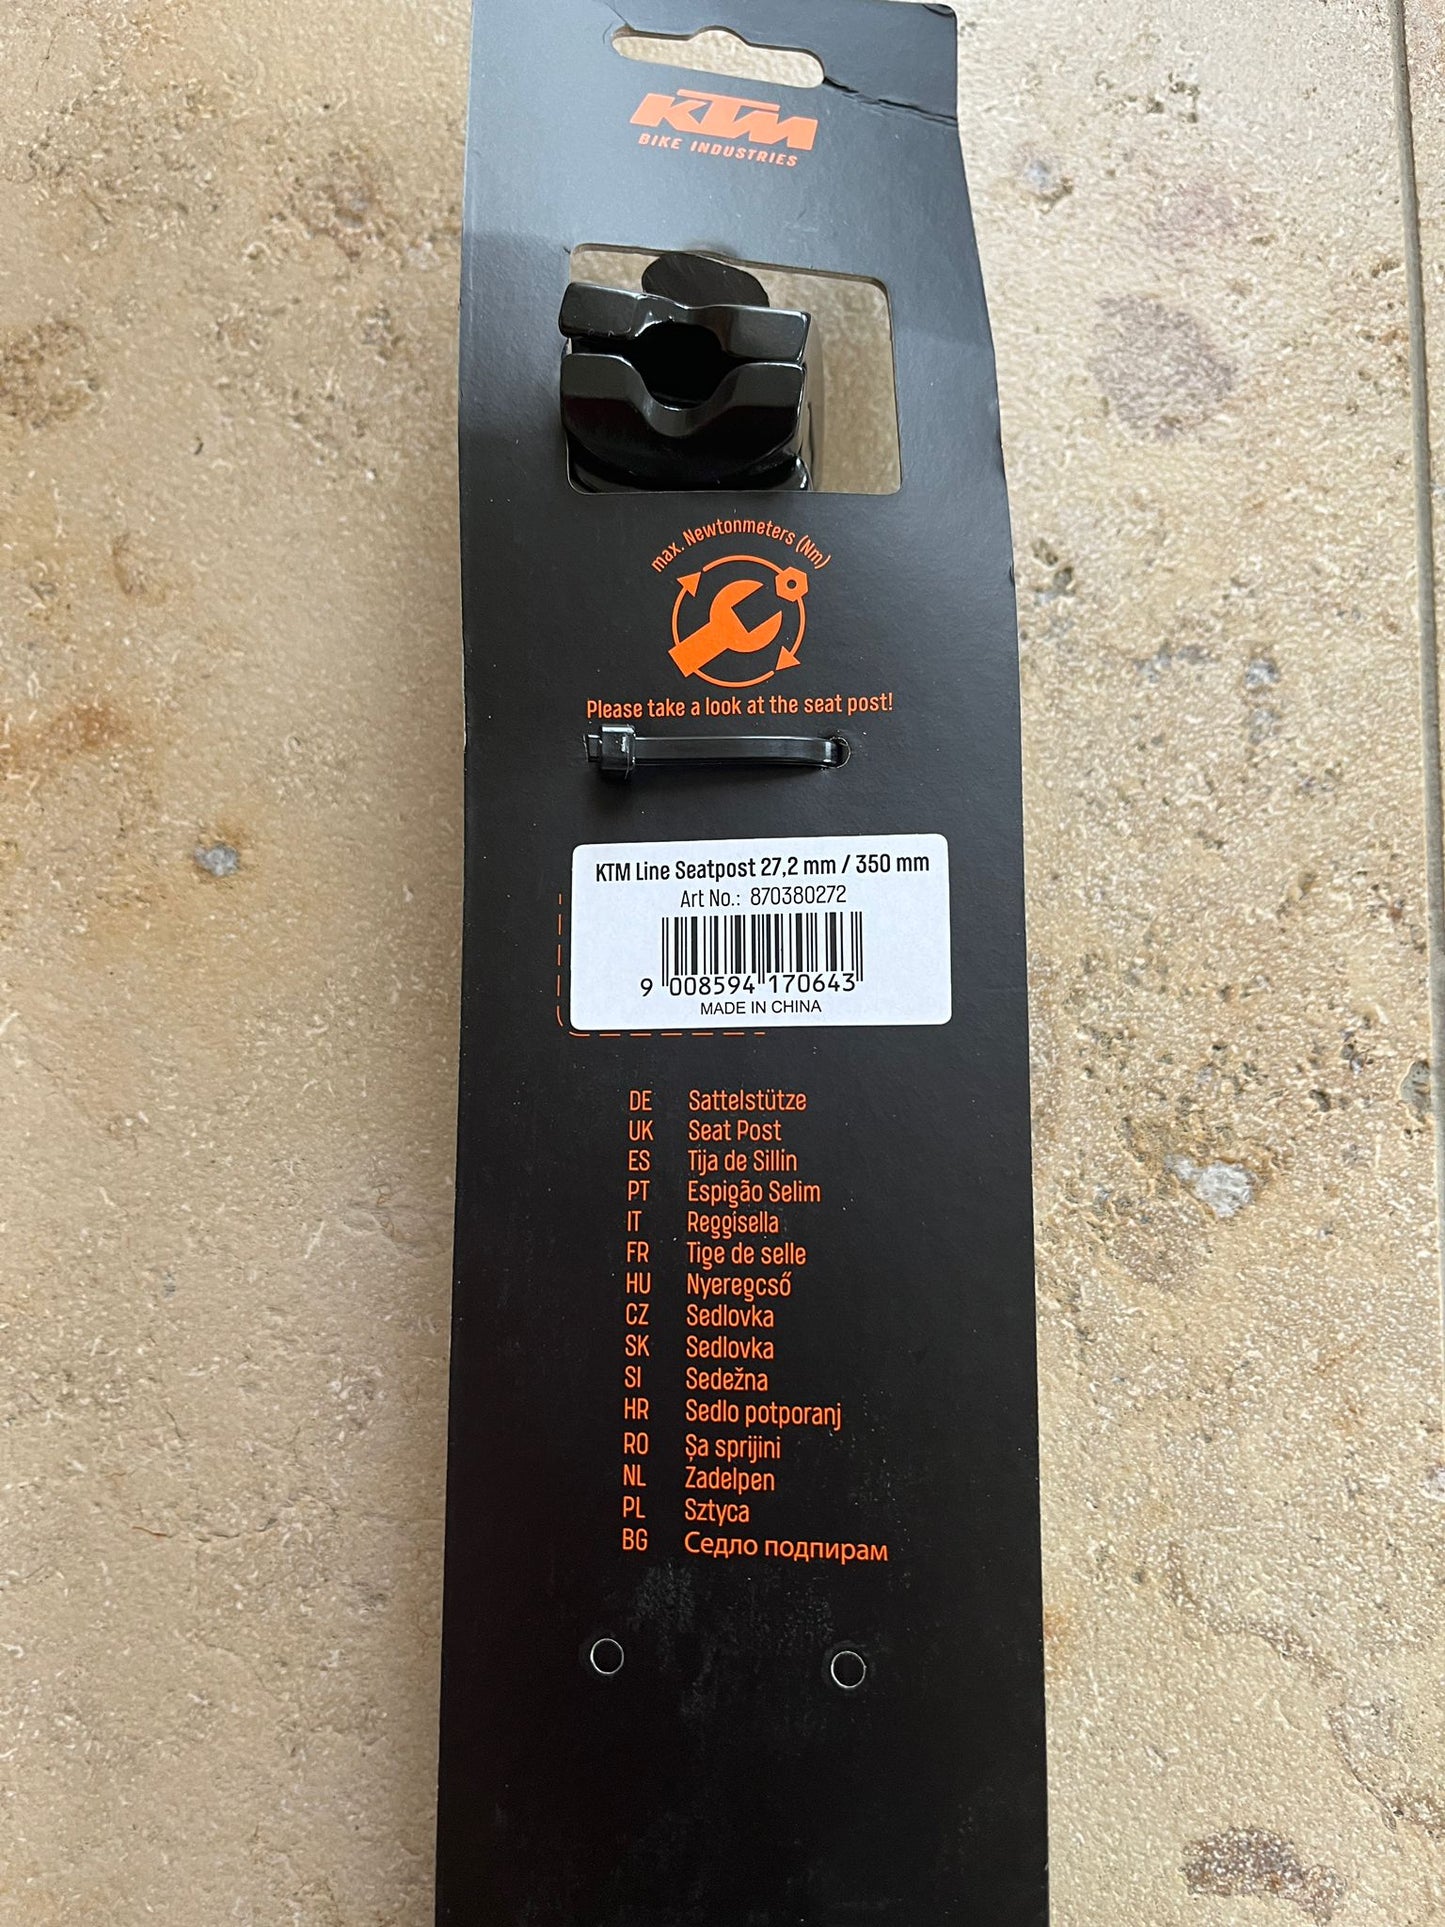 KTM
BIKE INDUSTRIES
max. Newtonmeters (Nm)
Please take a look at the seat post!
KTM Line Seatpost 27,2 mm / 350 mm
Art No.: 870380272
9 008594 170643
MADE IN CHINA
DE Sattelstütze
UK Seat Post
ES Tija de Sillin
PT Espigão Selim
IT Reggisella
FR Tige de selle
HU Nyeregcső
CZ Sedlovka
SK Sedlovka
SI Sedežna
HR Sedlo potporanj
RO Șa sprijini
NL Zadelpen
PL Sztyca
BG Седло подпирам